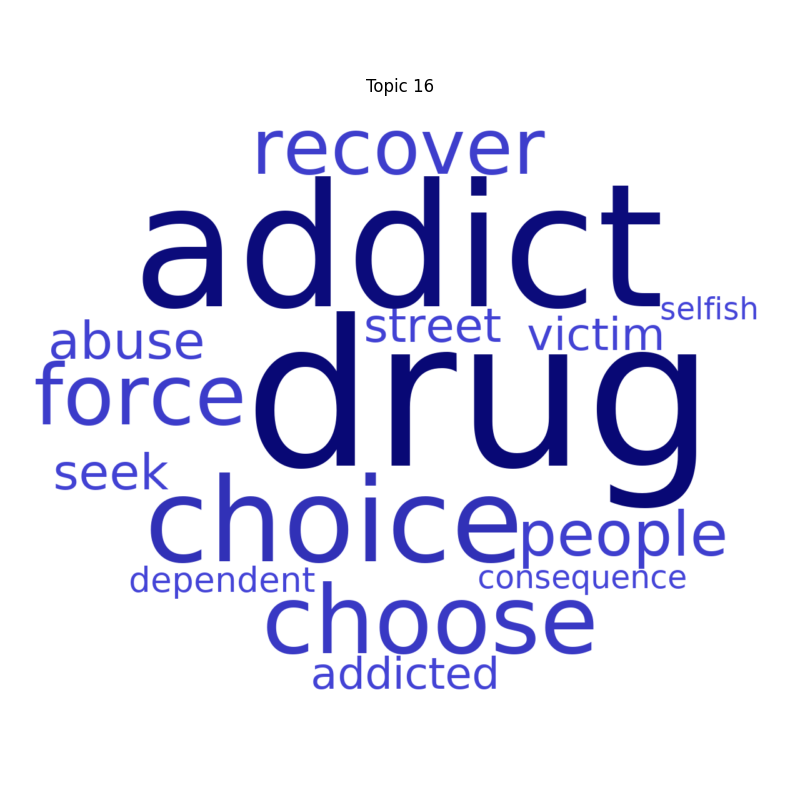 Topic 16
recover
addict
selfish
street
victim
abuse
force
drug
seek
choice
people
dependent
consequence
choose
addicted